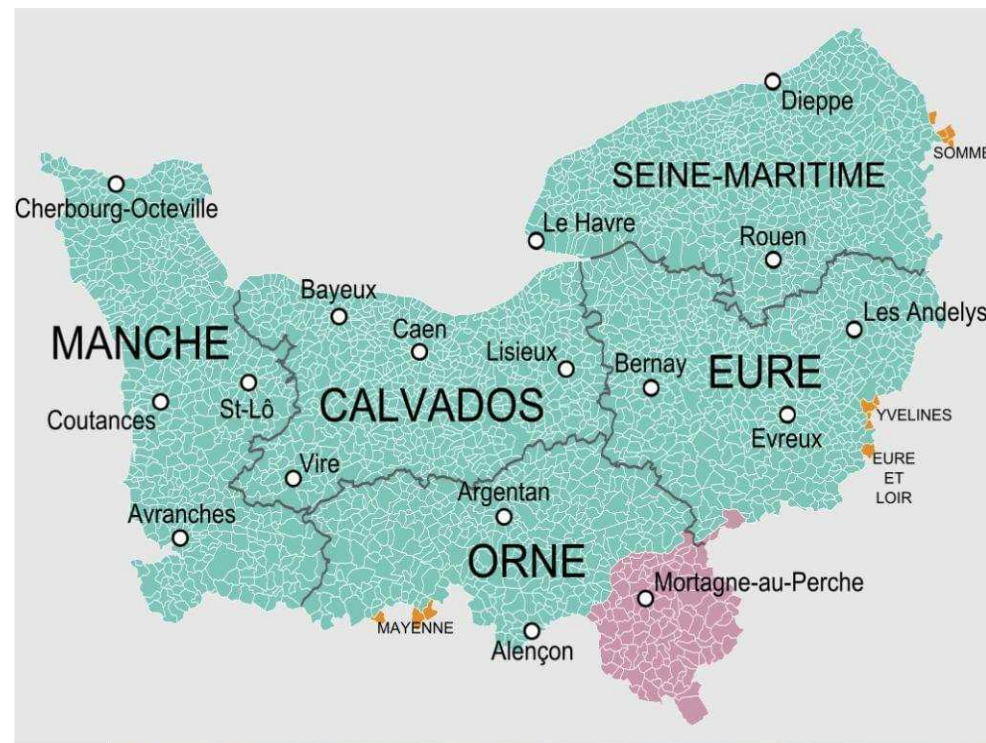 Dieppe
SOMME
SEINE-MARITIME
Cherbourg-Octeville
Le Havre
Rouen
Bayeux
Les Andelys
Caen
MANCHE
Lisieux
Bernay
EURE
St-Lô
CALVADOS
Coutances
YVELINES
Evreux
Vire
EURE
ET
LOIR
Argentan
Avranches
ORNE
Mortagne-au-Perche
MAYENNE
Alençon